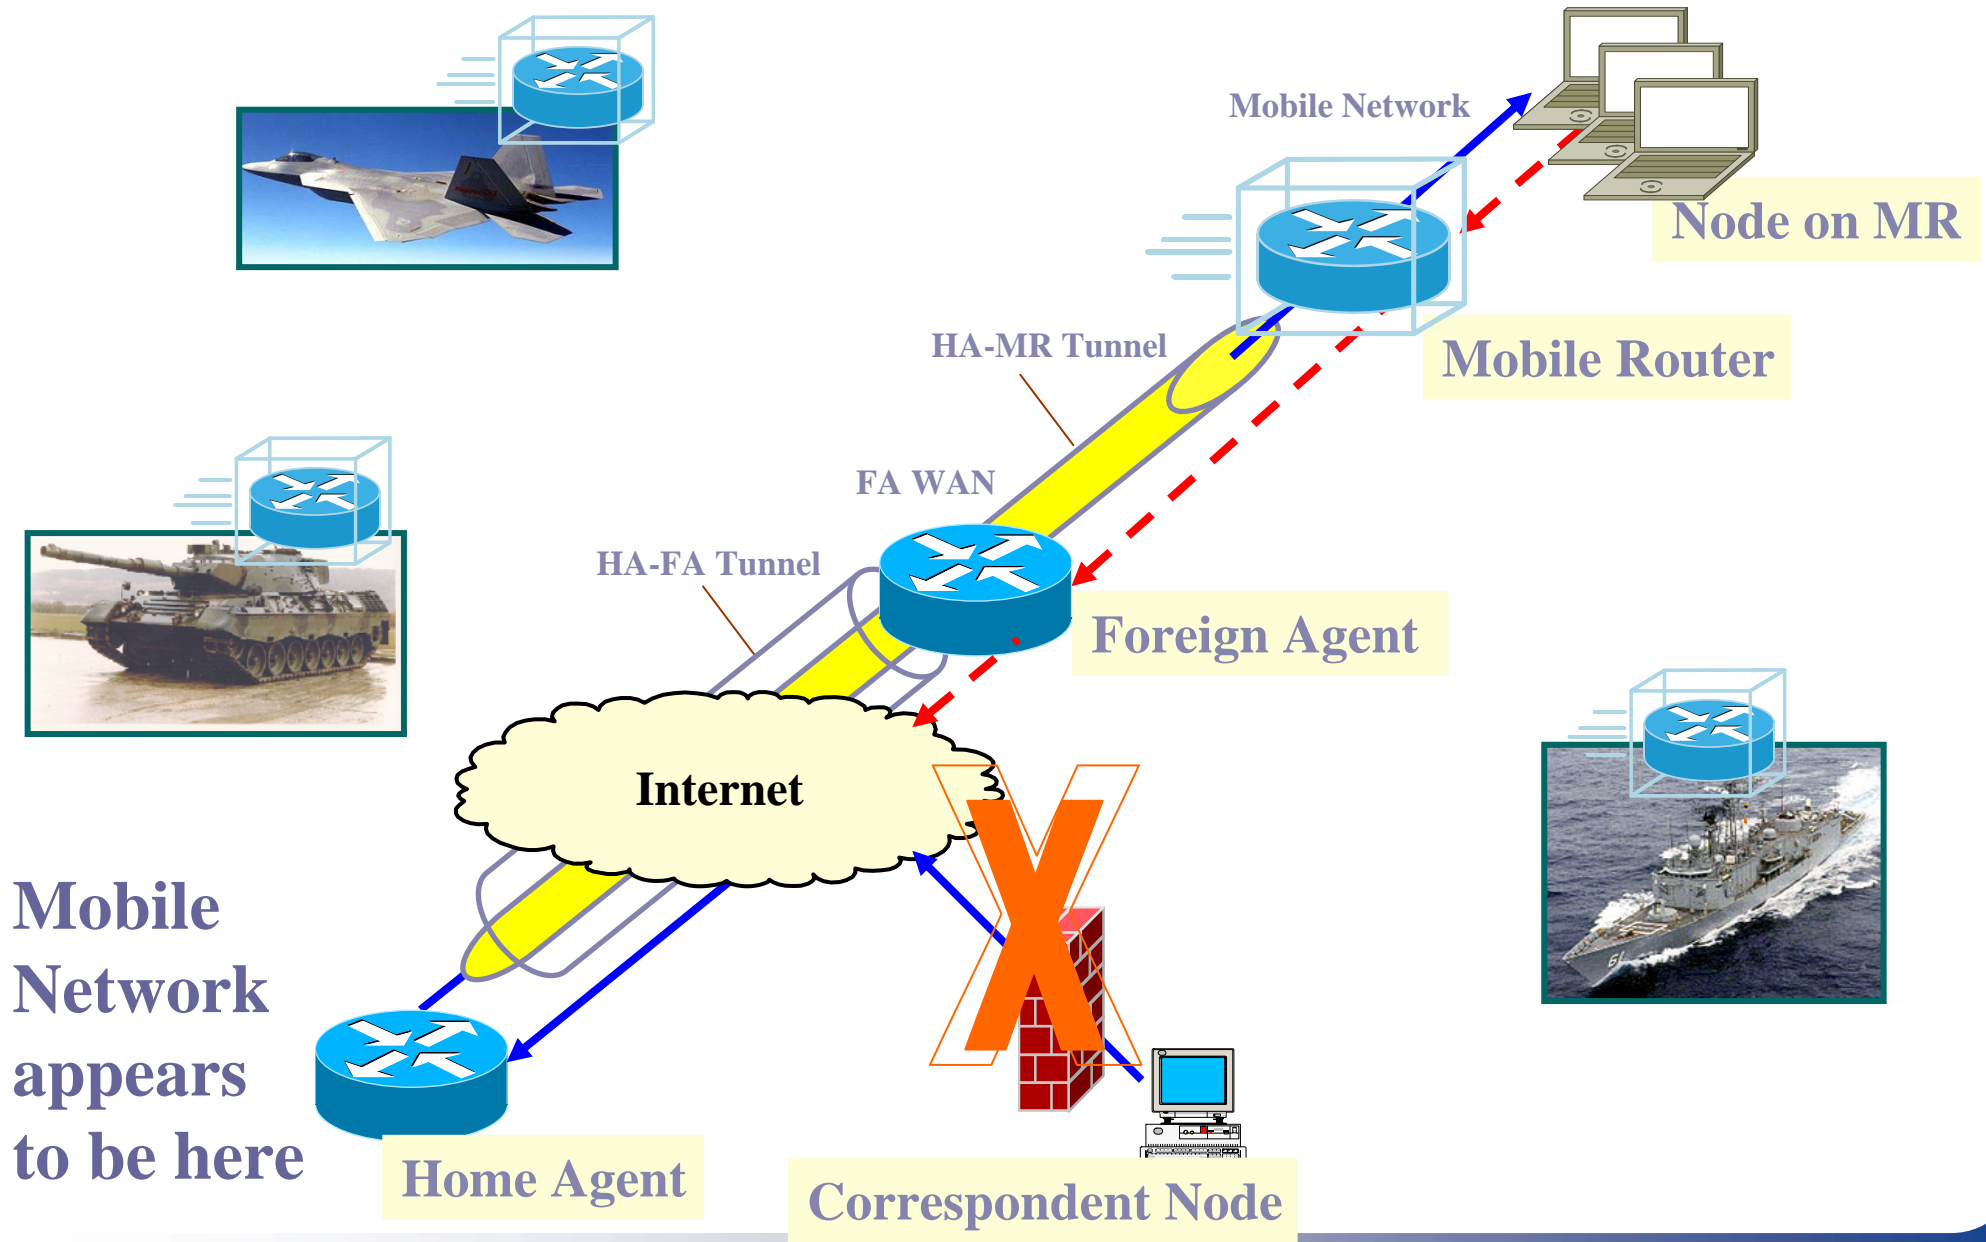 Mobile Network
Node on MR
HA-MR Tunnel
Mobile Router
FA WAN
HA-FA Tunnel
Foreign Agent
Internet
Mobile
Network
appears
to be here
61
Home Agent
Correspondent Node